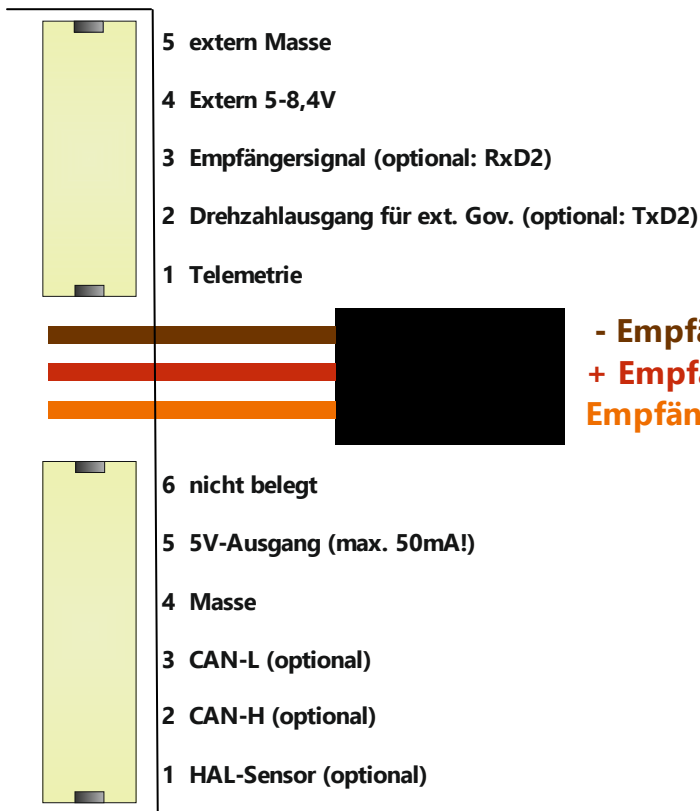 5 extern Masse
4 Extern 5-8,4V
3 Empfängersignal (optional: RxD2)
2 Drehzahlausgang für ext. Gov. (optional: TxD2)
1 Telemetrie
-
+
6 nicht belegt
5 5V-Ausgang (max. 50mA!)
4 Masse
3 CAN-L (optional)
2 CAN-H (optional)
1 HAL-Sensor (optional)